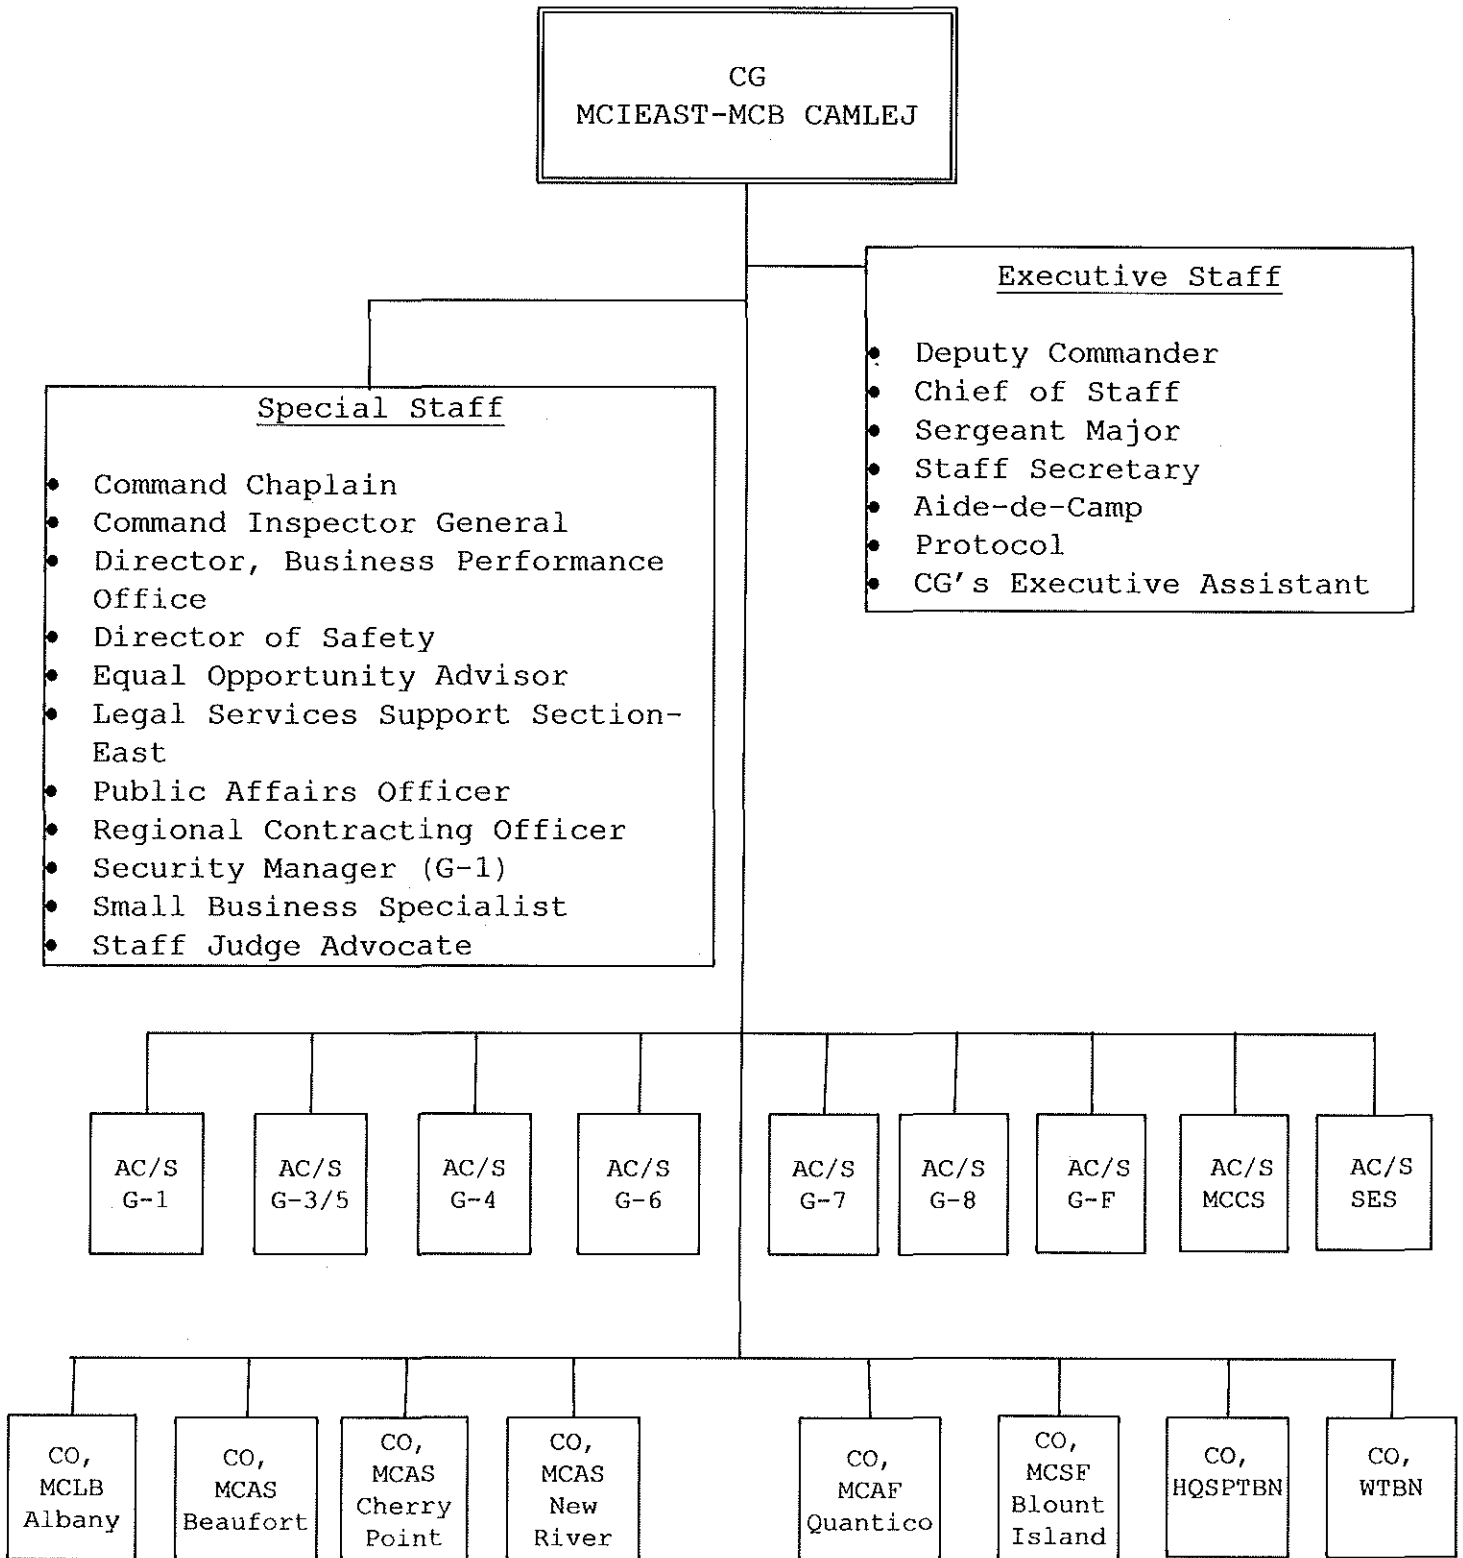 CG
MCIEAST-MCB CAMLEJ
Executive Staff
• Deputy Commander
• Chief of Staff
• Sergeant Major
• Staff Secretary
• Aide-de-Camp
• Protocol
• CG's Executive Assistant
Special Staff
• Command Chaplain
• Command Inspector General
• Director, Business Performance
Office
• Director of Safety
• Equal Opportunity Advisor
• Legal Services Support Section-
East
• Public Affairs Officer
• Regional Contracting Officer
• Security Manager (G-1)
• Small Business Specialist
• Staff Judge Advocate
AC/S
G-1
AC/S
G-3/5
AC/S
G-4
AC/S
G-6
AC/S
G-7
AC/S
G-8
AC/S
G-F
AC/S
MCCS
AC/S
SES
CO,
MCLB
Albany
CO,
MCAS
Beaufort
CO,
MCAS
Cherry
Point
CO,
MCAS
New
River
CO,
MCAF
Quantico
CO,
MCSF
Blount
Island
CO,
HQSPTBN
CO,
WTBN